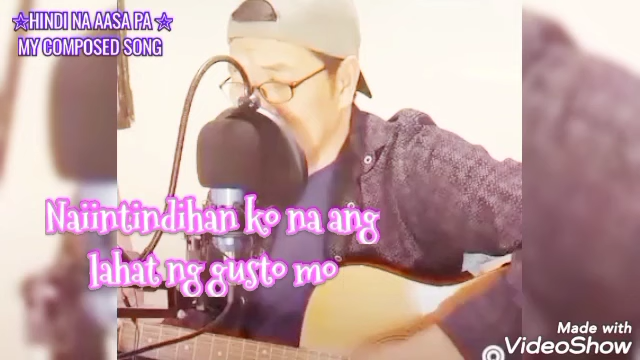 ☆HINDI NA AASA PA ☆
MY COMPOSED SONG
Naiintindihan ko na ang
lahat ng gusto mo
Made with
VideoShow